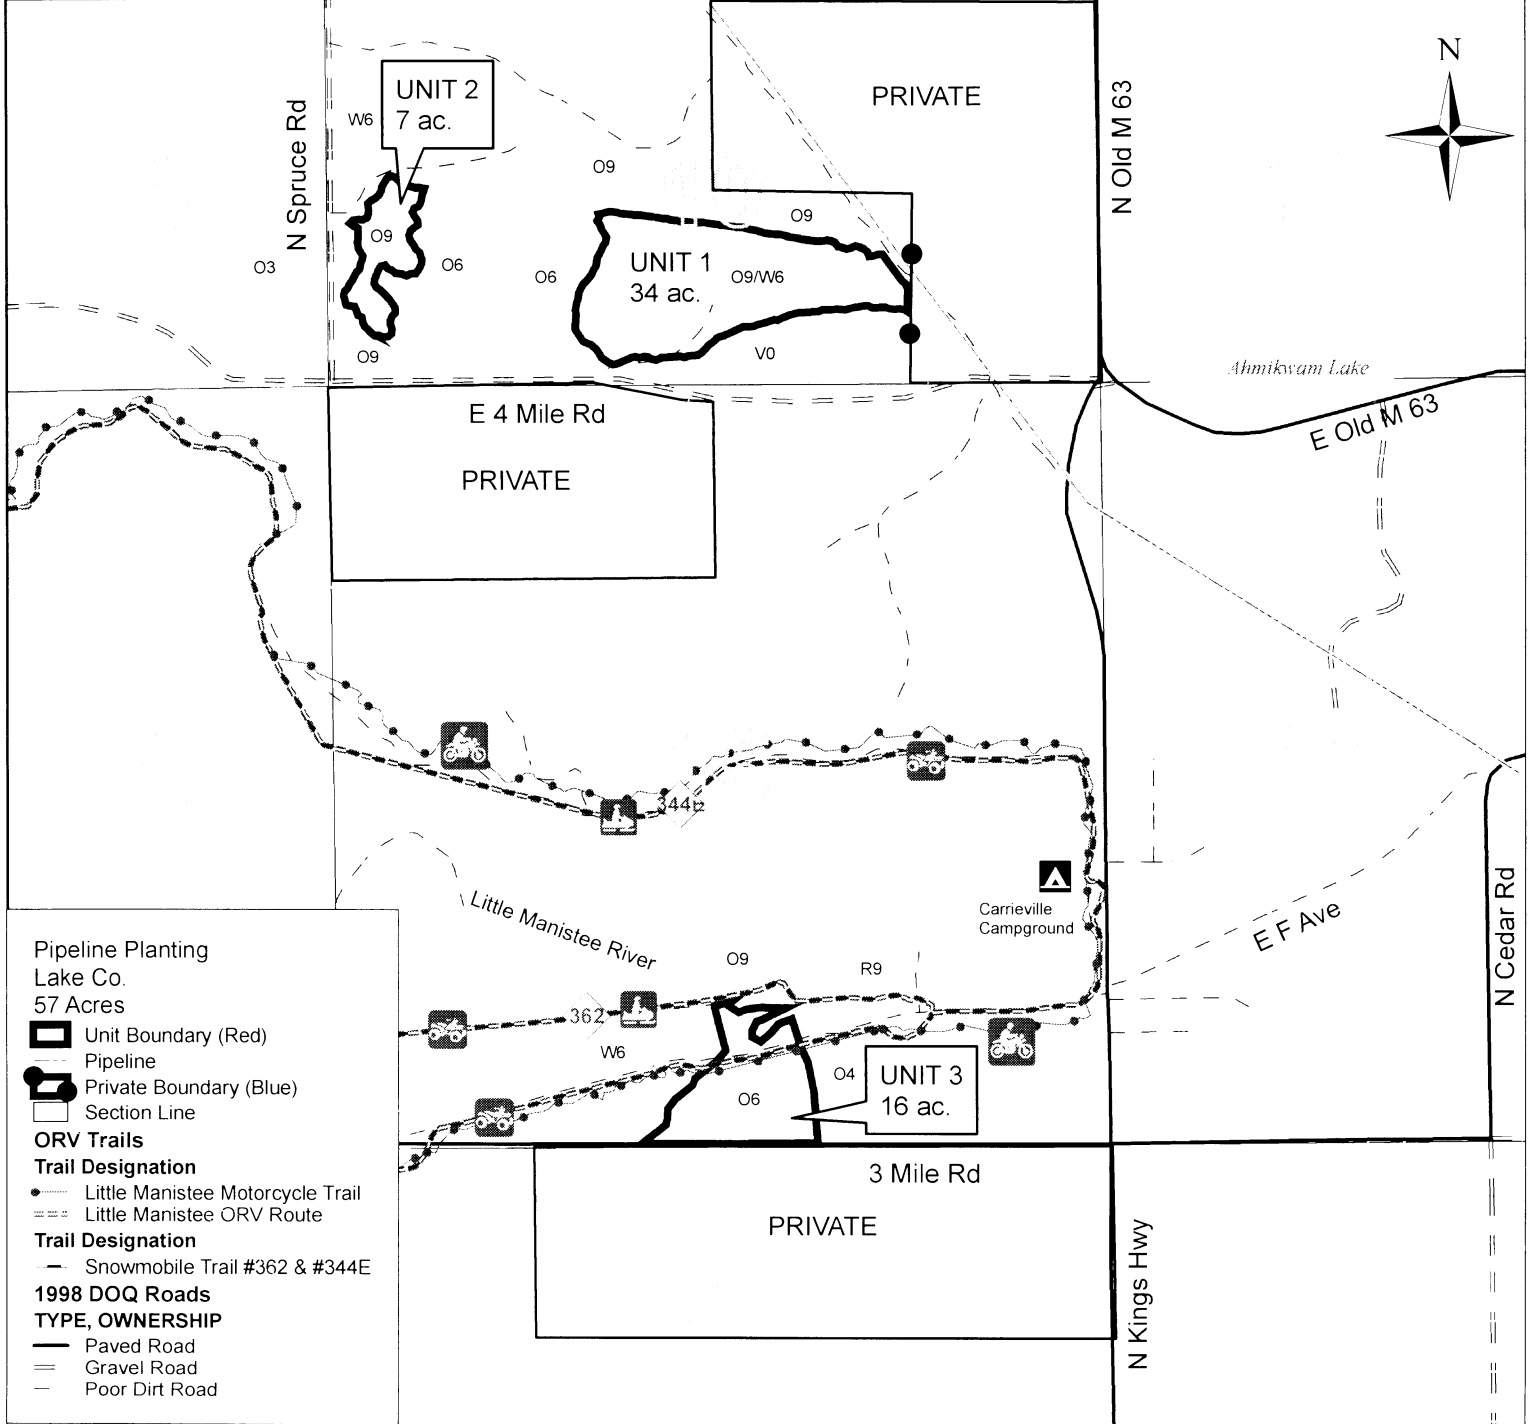 N
PRIVATE
N Old M 63
UNIT 2
7 ac.
W6
N Spruce Rd
O9
O9
O9
UNIT 1
34 ac.
O9/W6
O6
O6
O3
O9
V0
Ahmikwam Lake
E Old M 63
E 4 Mile Rd
PRIVATE
344E
Carrieville
Campground
Little Manistee River
E F Ave
N Cedar Rd
O9
R9
362
W6
O4
O6
UNIT 3
16 ac.
3 Mile Rd
PRIVATE
N Kings Hwy
Pipeline Planting
Lake Co.
57 Acres
Unit Boundary (Red)
Pipeline
Private Boundary (Blue)
Section Line
ORV Trails
Trail Designation
Little Manistee Motorcycle Trail
Little Manistee ORV Route
Trail Designation
Snowmobile Trail #362 & #344E
1998 DOQ Roads
TYPE, OWNERSHIP
Paved Road
Gravel Road
Poor Dirt Road